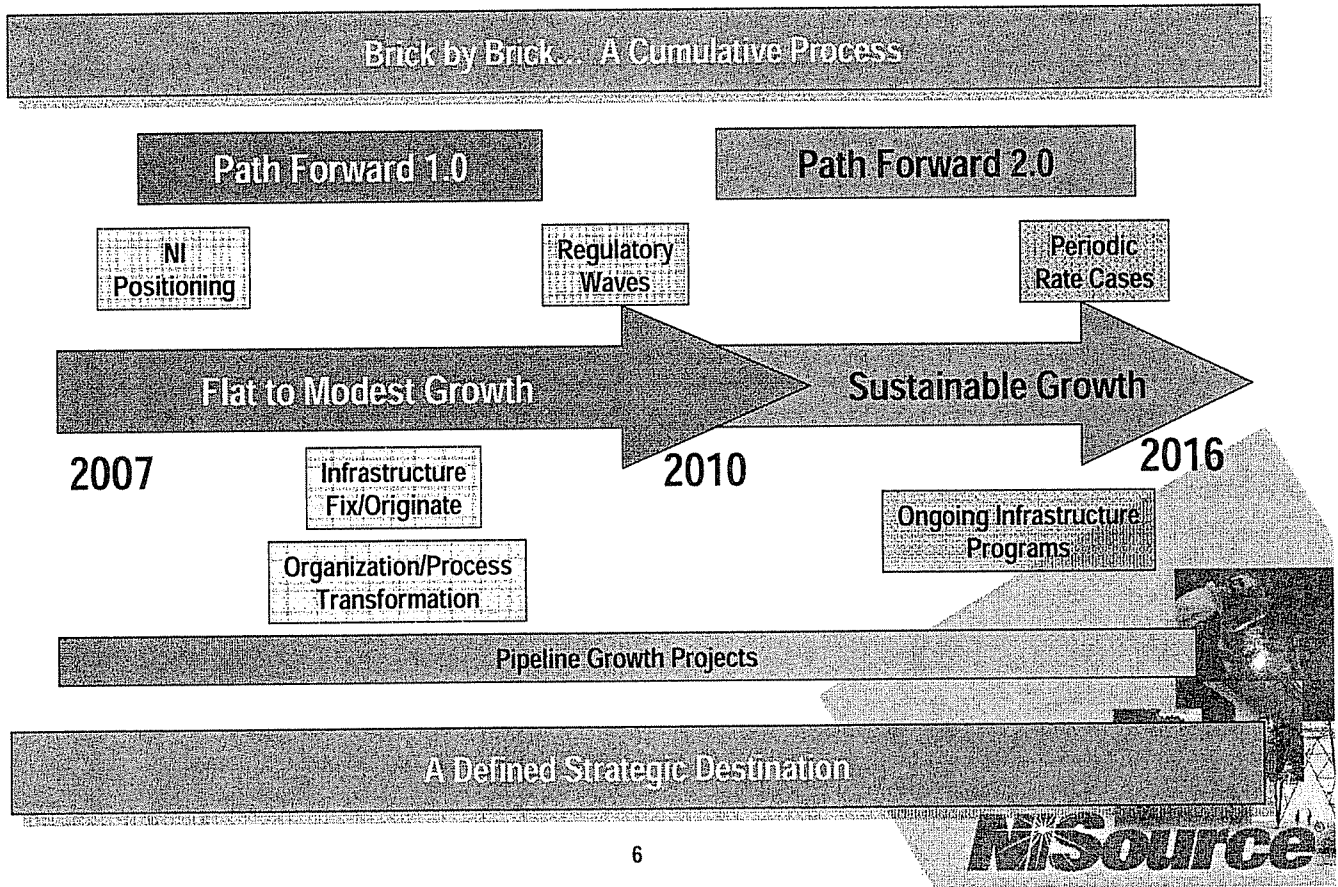 Brick by Brick... A Cumulative Process
Path Forward 1.0
Path Forward 2.0
NI
Positioning
Regulatory
Waves
Periodic
Rate Cases
Flat to Modest Growth
Sustainable Growth
2007
2010
2016
Infrastructure
Fix/Originate
Ongoing Infrastructure
Programs
Organization/Process
Transformation
Pipeline Growth Projects
A Defined Strategic Destination
NiSource
6